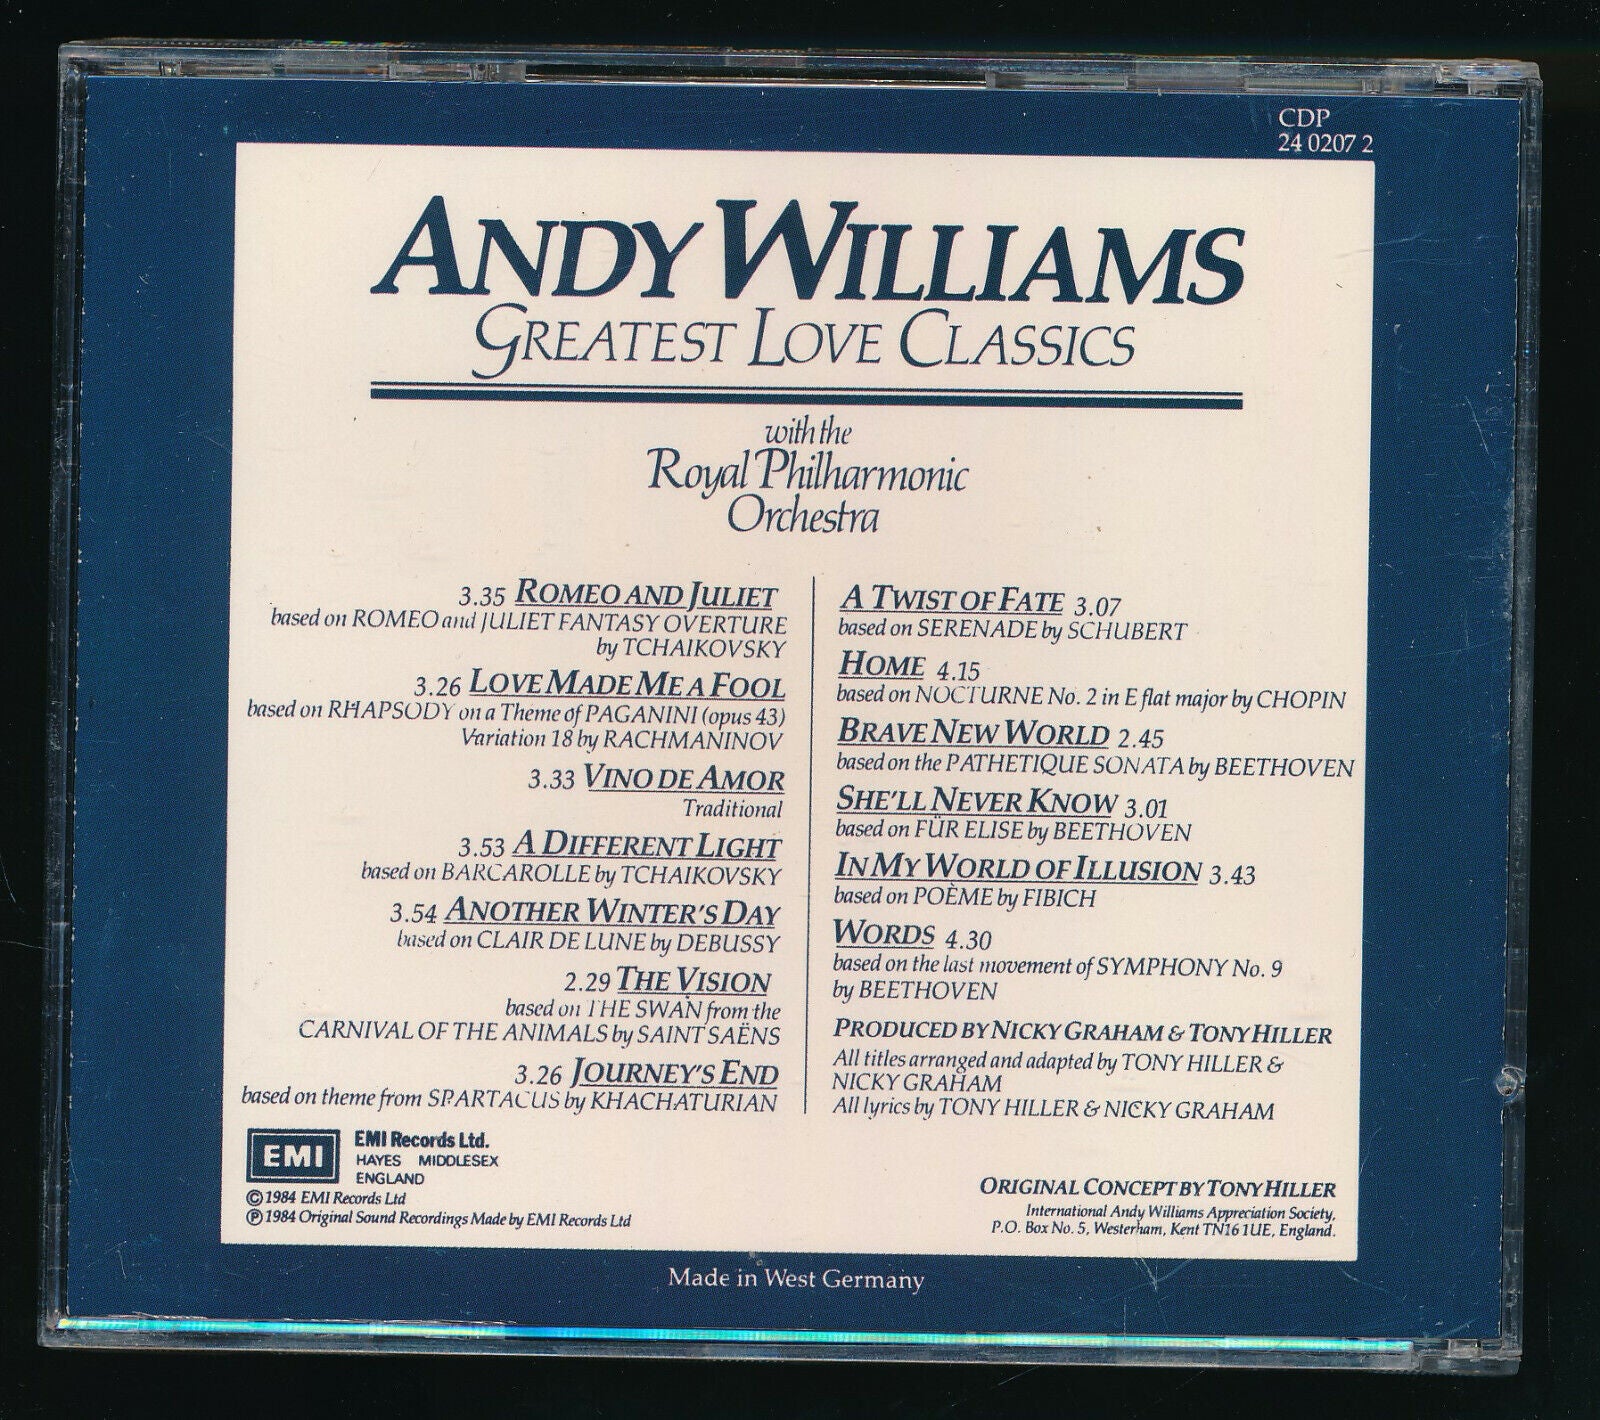 CDP
24 0207 2
ANDY WILLIAMS
GREATEST LOVE CLASSICS
with the
Royal Philharmonic
Orchestra
3.35 ROMEO AND JULIET
based on ROMEO and JULIET FANTASY OVERTURE
by TCHAIKOVSKY
3.26 LOVE MADE ME A FOOL
based on RHAPSODY on a Theme of PAGANINI (opus 43)
Variation 18 by RACHMANINOV
3.33 VINO DE AMOR
Traditional
3.53 A DIFFERENT LIGHT
based on BARCAROLLE by TCHAIKOVSKY
3.54 ANOTHER WINTER'S DAY
based on CLAIR DE LUNE by DEBUSSY
2.29 THE VISION
based on THE SWAN from the
CARNIVAL OF THE ANIMALS by SAINT SAËNS
3.26 JOURNEY'S END
based on theme from SPARTACUS by KHACHATURIAN
A TWIST OF FATE 3.07
based on SERENADE by SCHUBERT
HOME 4.15
based on NOCTURNE No. 2 in E flat major by CHOPIN
BRAVE NEW WORLD 2.45
based on the PATHETIQUE SONATA by BEETHOVEN
SHE'LL NEVER KNOW 3.01
based on FÜR ELISE by BEETHOVEN
IN MY WORLD OF ILLUSION 3.43
based on POÈME by FIBICH
WORDS 4.30
based on the last movement of SYMPHONY No. 9
by BEETHOVEN
PRODUCED BY NICKY GRAHAM & TONY HILLER
All titles arranged and adapted by TONY HILLER &
NICKY GRAHAM
All lyrics by TONY HILLER & NICKY GRAHAM
EMI
EMI Records Ltd.
HAYES MIDDLESEX
ENGLAND
© 1984 EMI Records Ltd
℗ 1984 Original Sound Recordings Made by EMI Records Ltd
ORIGINAL CONCEPT BY TONY HILLER
International Andy Williams Appreciation Society,
P.O. Box No. 5, Westerham, Kent TN16 1UE, England.
Made in West Germany